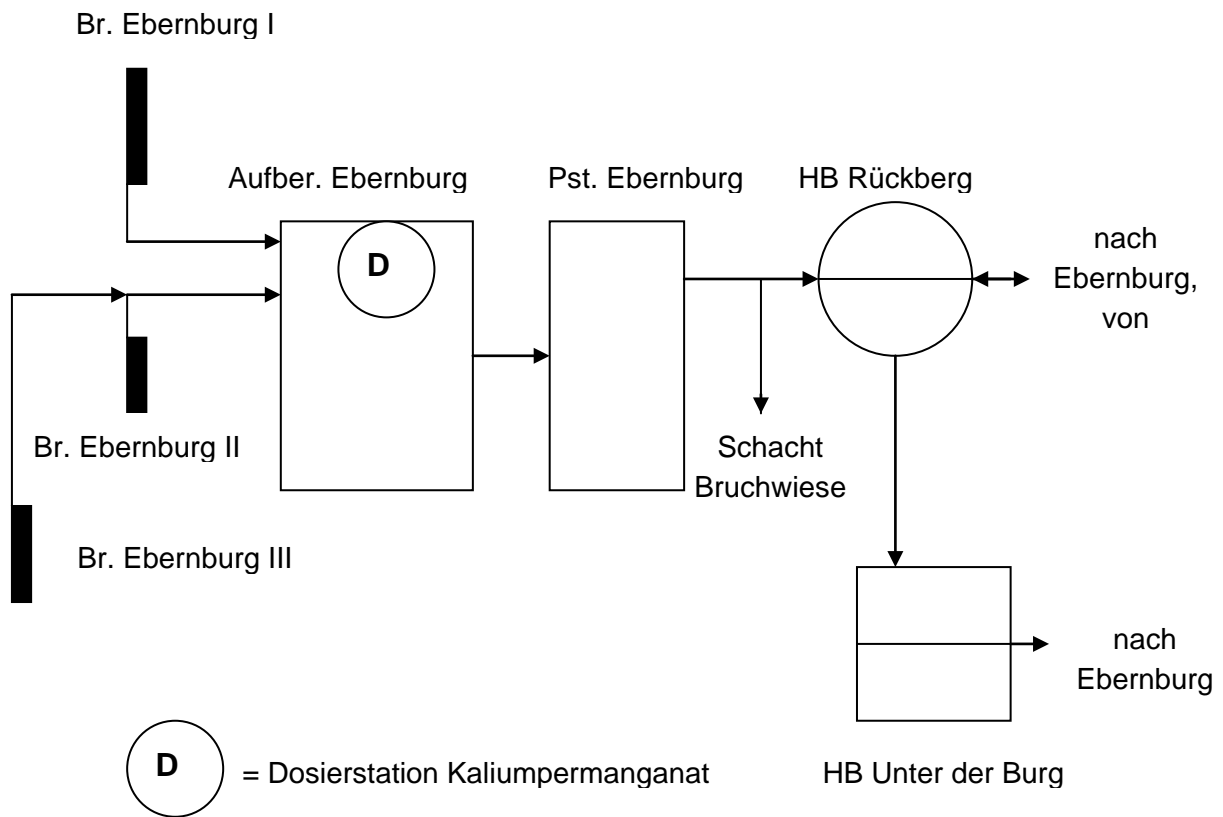 Br. Ebernburg I
Aufber. Ebernburg
Pst. Ebernburg
HB Rückberg
D
nach
Ebernburg,
von
Br. Ebernburg II
Schacht
Bruchwiese
Br. Ebernburg III
nach
Ebernburg
D
= Dosierstation Kaliumpermanganat
HB Unter der Burg